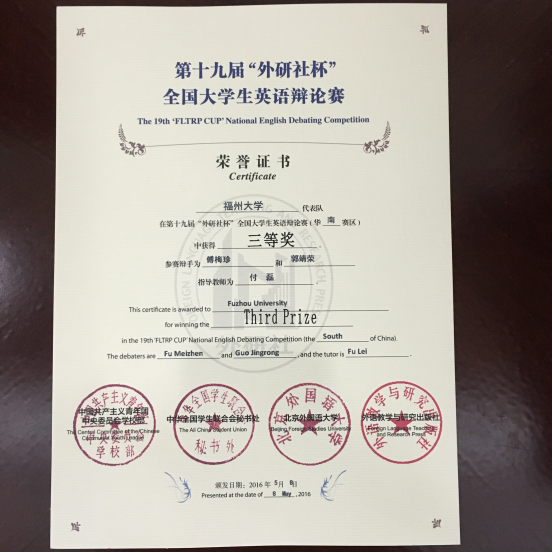 第十九届“外研社杯”
全国大学生英语辩论赛
The 19th ‘FLTRP CUP’ National English Debating Competition
荣誉证书
Certificate
福州大学 代表队
在第十九届“外研社杯”全国大学生英语辩论赛(华 南 赛区)
中获得 三等奖 。
参赛辩手为 傅梅珍 和 郭婧荣
指导教师为 付磊 。
This certificate is awarded to Fuzhou University
for winning the Third Prize
in the 19th ‘FLTRP CUP’ National English Debating Competition (the South of China).
The debaters are Fu Meizhen and Guo Jingrong , and the tutor is Fu Lei .
中国共产主义青年团
中央委员会学校部
The Central Committee of the Chinese
Communist Youth League
中华全国学生联合会秘书处
The All China Student Union
北京外国语大学
Beijing Foreign Studies University
外语教学与研究出版社
Foreign Language Teaching
and Research Press
颁发日期：2016 年 5 月 8 日
Presented at the date of 8 May , 2016